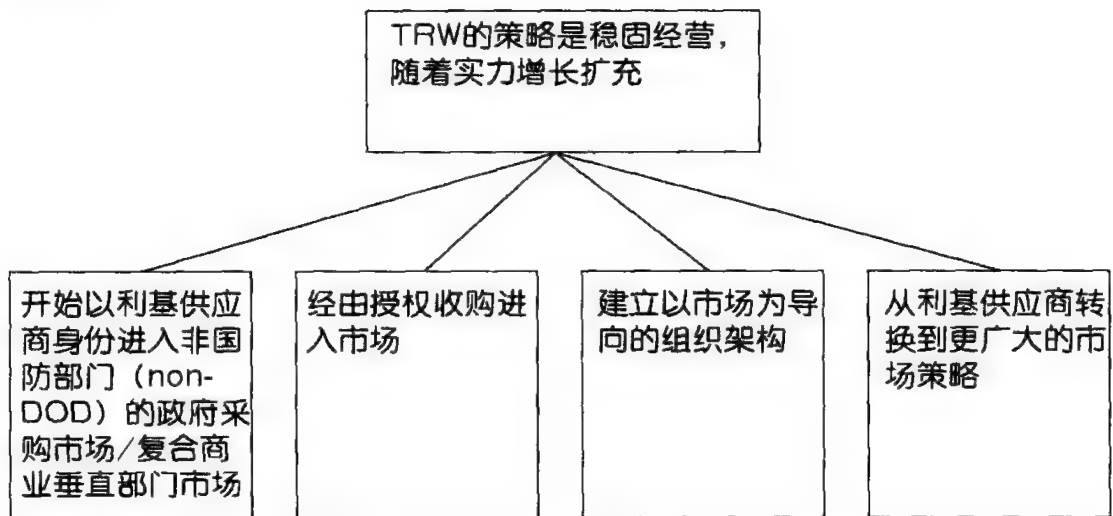 TRW的策略是稳固经营，
随着实力增长扩充
开始以利基供应
商身份进入非国
防部门（non-
DOD）的政府采
购市场/复合商
业垂直部门市场
经由授权收购进
入市场
建立以市场为导
向的组织架构
从利基供应商转
换到更广大的市
场策略